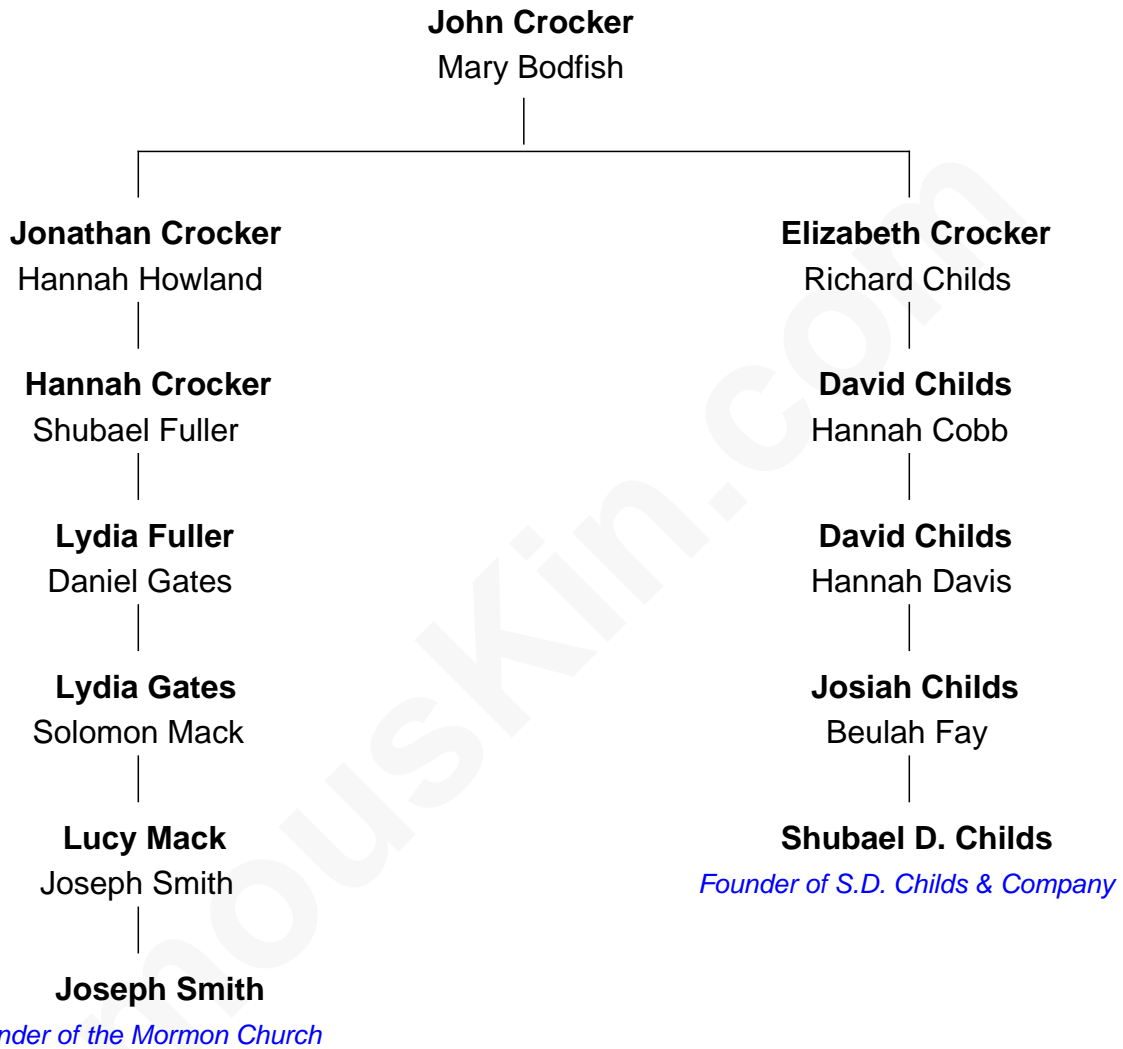 John Crocker
Mary Bodfish
Jonathan Crocker
Hannah Howland
Elizabeth Crocker
Richard Childs
Hannah Crocker
Shubael Fuller
David Childs
Hannah Cobb
Lydia Fuller
Daniel Gates
David Childs
Hannah Davis
Lydia Gates
Solomon Mack
Josiah Childs
Beulah Fay
Lucy Mack
Joseph Smith
Shubael D. Childs
Founder of S.D. Childs & Company
Joseph Smith
nder of the Mormon Church
mouskin.com